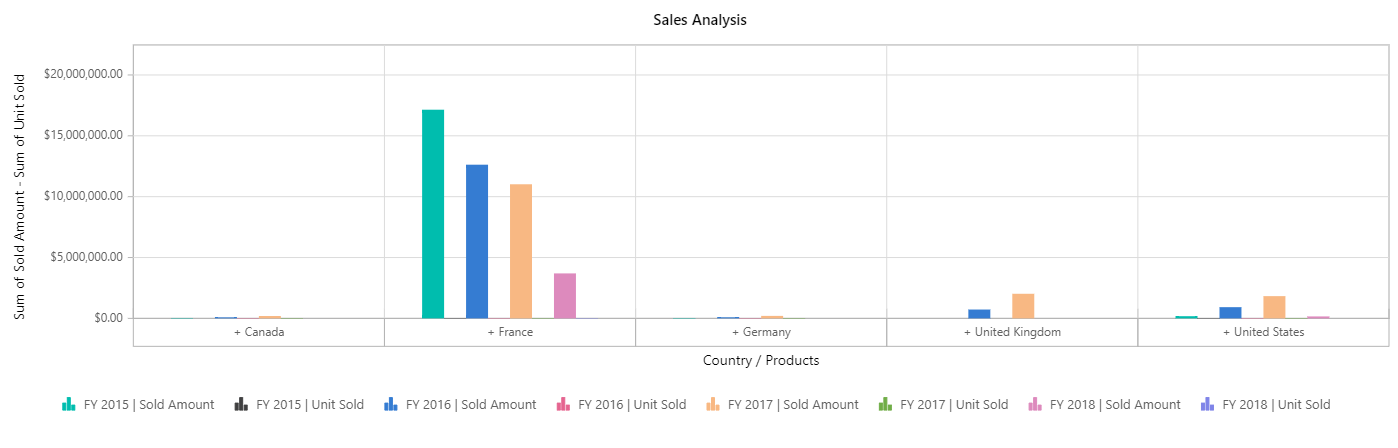 Sales Analysis
Sum of Sold Amount - Sum of Unit Sold
$20,000,000.00
$15,000,000.00
$10,000,000.00
$5,000,000.00
$0.00
+ Canada
+ France
+ Germany
+ United Kingdom
+ United States
Country / Products
FY 2015 | Sold Amount
FY 2015 | Unit Sold
FY 2016 | Sold Amount
FY 2016 | Unit Sold
FY 2017 | Sold Amount
FY 2017 | Unit Sold
FY 2018 | Sold Amount
FY 2018 | Unit Sold